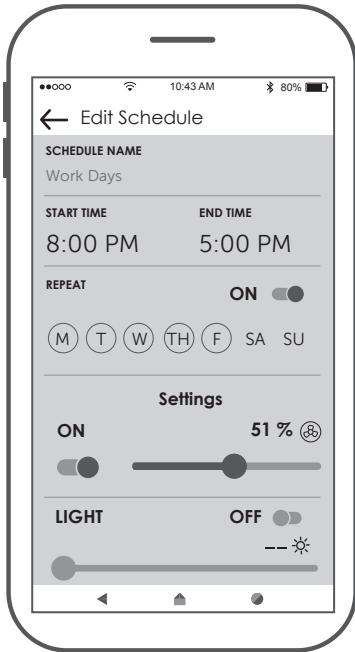 10:43 AM 80%
Edit Schedule
SCHEDULE NAME
Work Days
START TIME END TIME
8:00 PM 5:00 PM
REPEAT
ON
M T W TH F SA SU
Settings
ON 51 %
LIGHT OFF
--